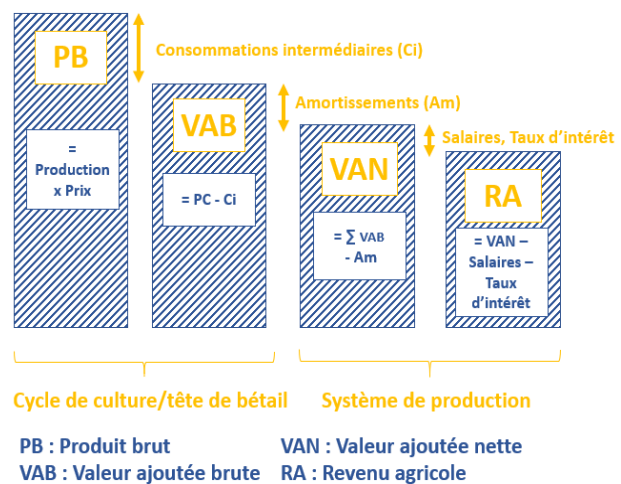 PB
=
Production
x Prix
Consommations intermédiaires (Ci)
VAB
= PC - Ci
Amortissements (Am)
VAN
= ∑ VAB
- Am
Salaires, Taux d’intérêt
RA
= VAN –
Salaires –
Taux
d’intérêt
Cycle de culture/tête de bétail
Système de production
PB : Produit brut
VAN : Valeur ajoutée nette
VAB : Valeur ajoutée brute
RA : Revenu agricole